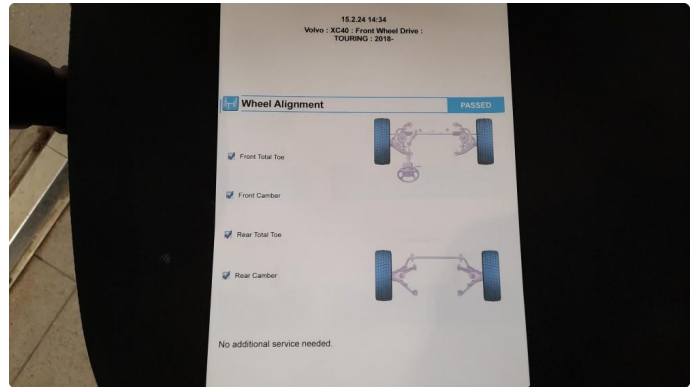 15.2.24 14:34
Volvo : XC40 : Front Wheel Drive :
TOURING : 2018-
Wheel Alignment PASSED
Front Total Toe
Front Camber
Rear Total Toe
Rear Camber
No additional service needed.